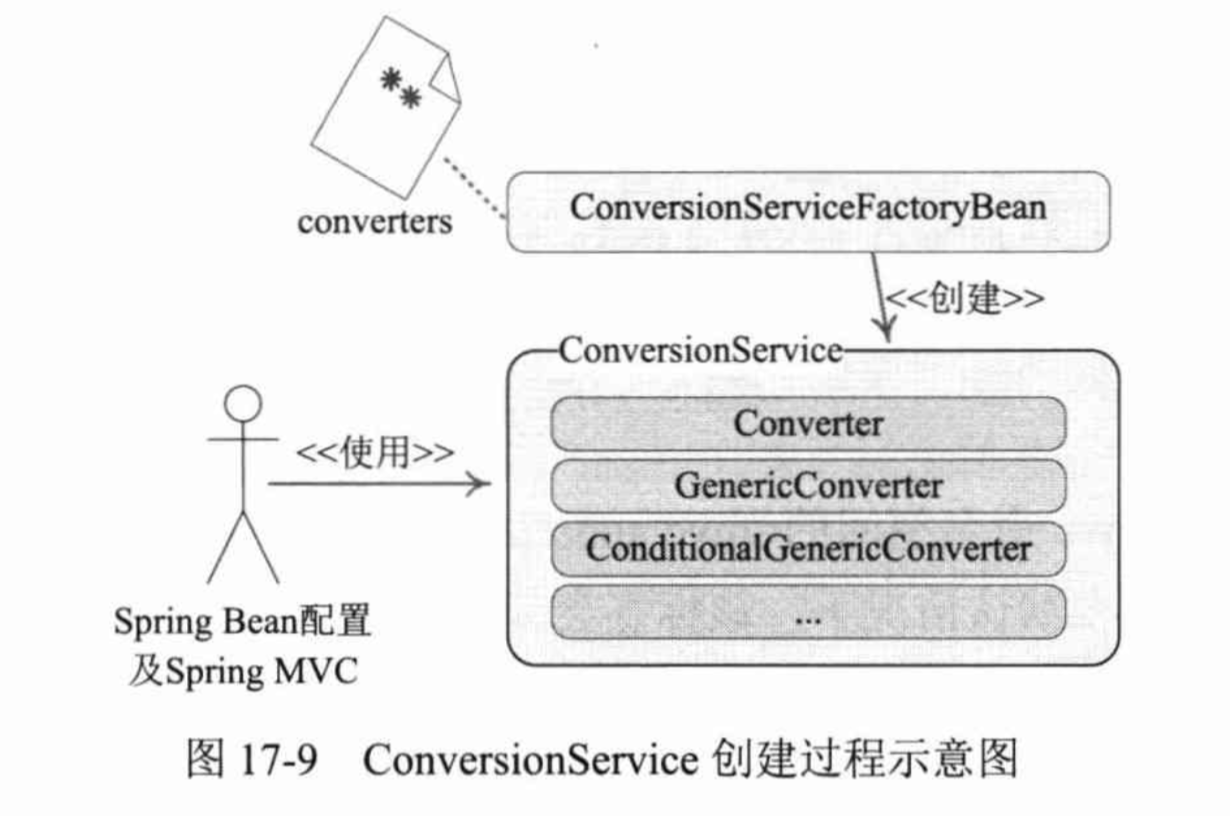 converters
ConversionServiceFactoryBean
<<创建>>
ConversionService
Converter
GenericConverter
ConditionalGenericConverter
...
<<使用>>
Spring Bean配置
及Spring MVC
图 17-9 ConversionService 创建过程示意图